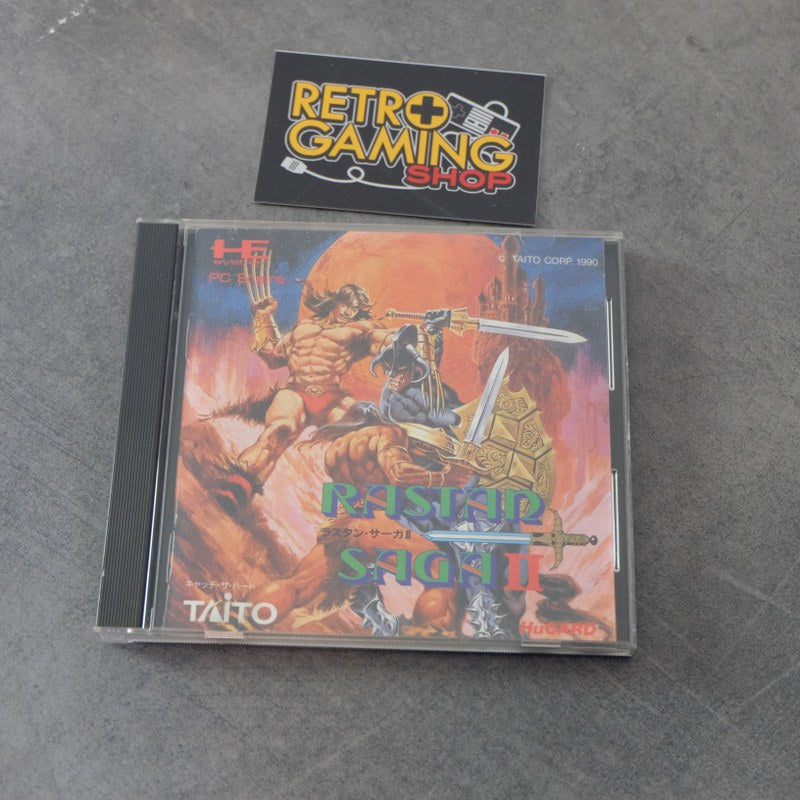 RETRO
GAMING
SHOP
HE
system
PC Engine
© TAITO CORP. 1990
RASTAN
ラスタン・サーガⅡ
SAGA Ⅱ
キャッチ・ザ・ハート
TAITO
HuCARD